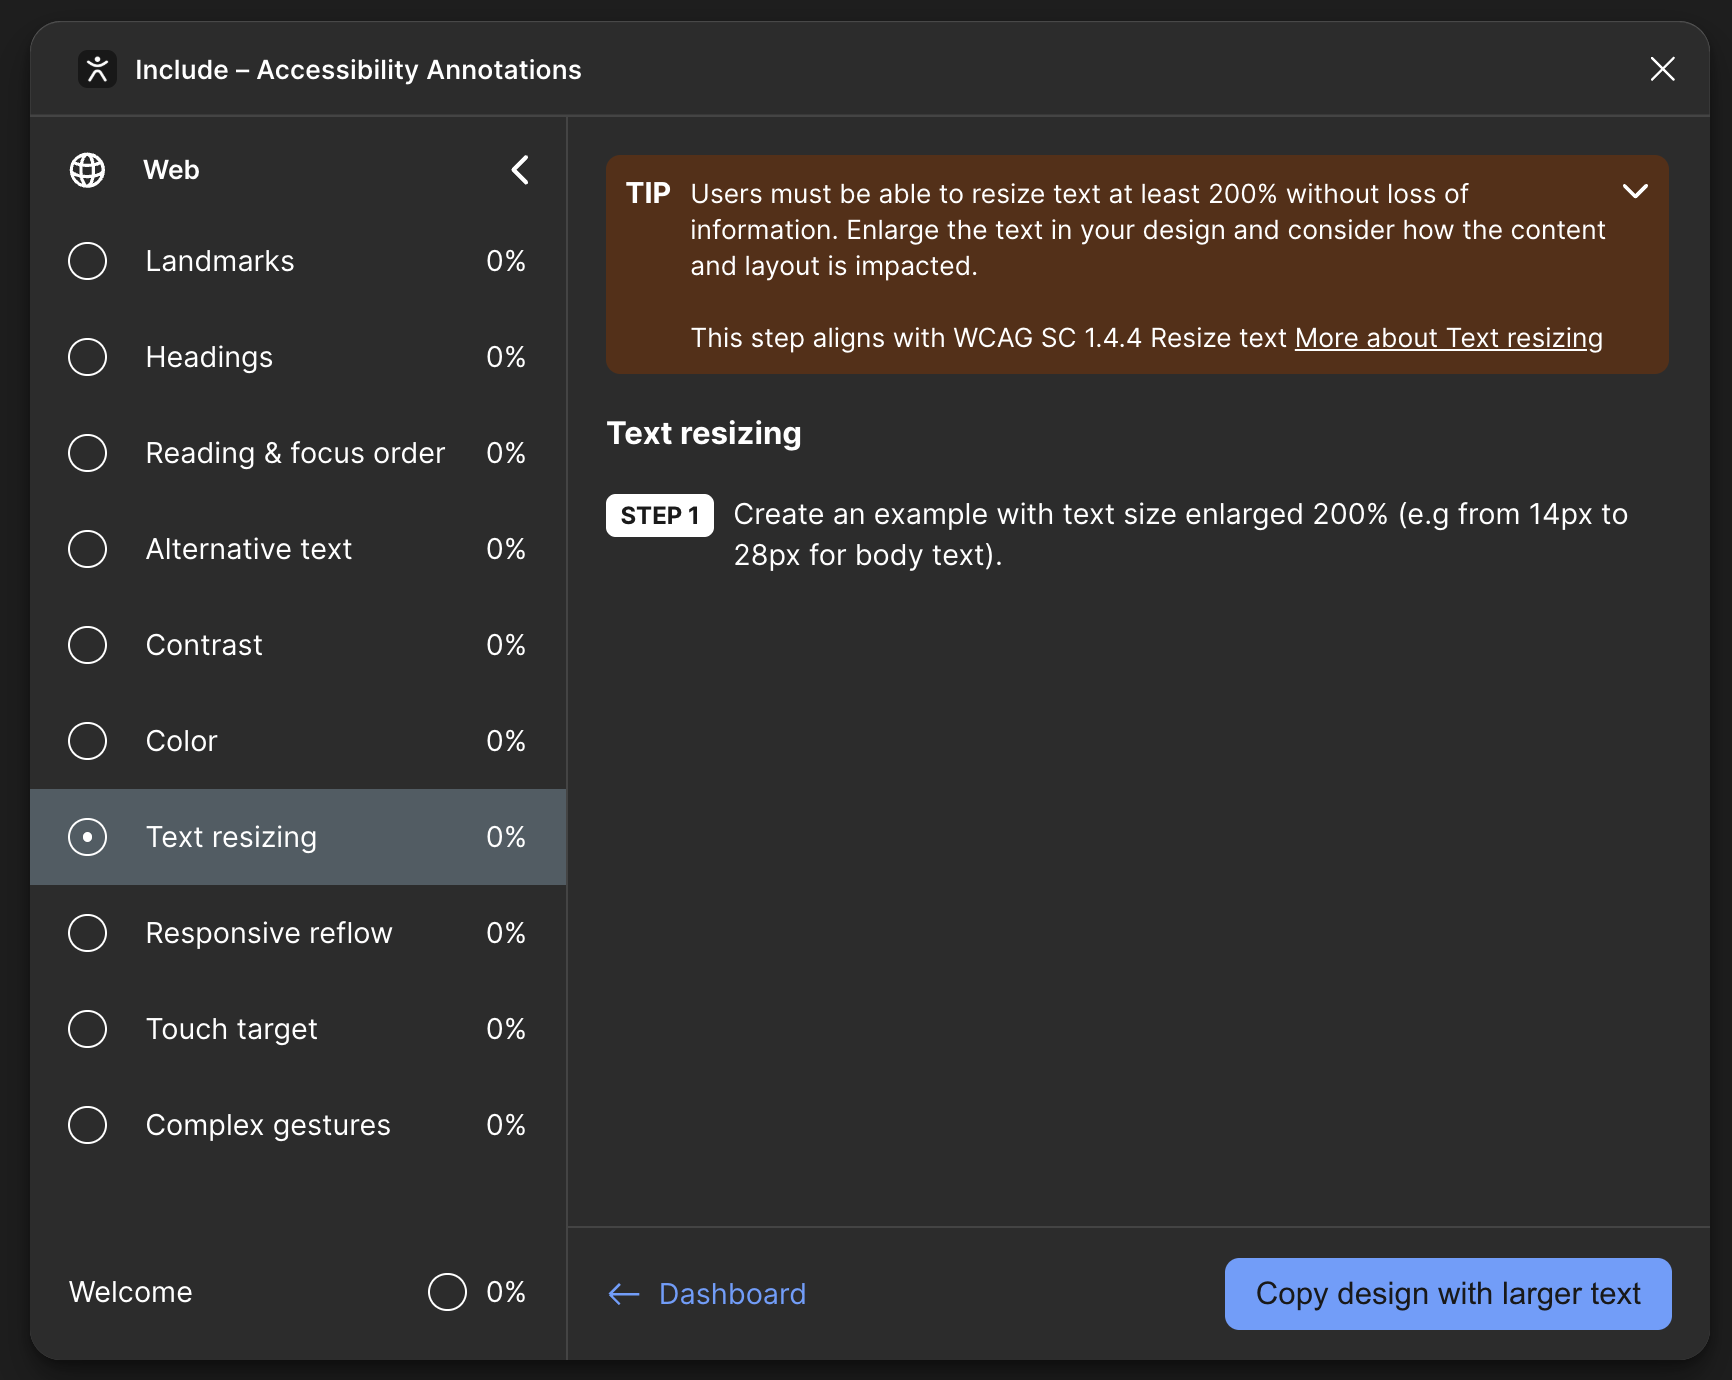 Include – Accessibility Annotations
Web
Landmarks 0%
Headings 0%
Reading & focus order 0%
Alternative text 0%
Contrast 0%
Color 0%
Text resizing 0%
Responsive reflow 0%
Touch target 0%
Complex gestures 0%
Welcome 0%
TIP Users must be able to resize text at least 200% without loss of
information. Enlarge the text in your design and consider how the content
and layout is impacted.
This step aligns with WCAG SC 1.4.4 Resize text More about Text resizing
Text resizing
STEP 1 Create an example with text size enlarged 200% (e.g from 14px to
28px for body text).
Dashboard
Copy design with larger text